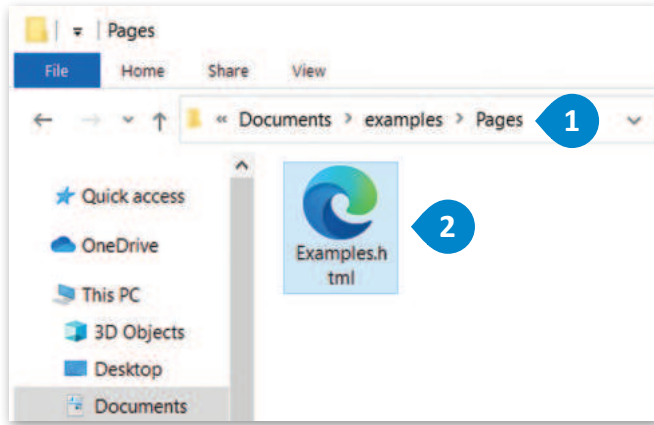 Pages
File Home Share View
« Documents > examples > Pages
1
Quick access
OneDrive
This PC
3D Objects
Desktop
Documents
Examples.h
tml
2